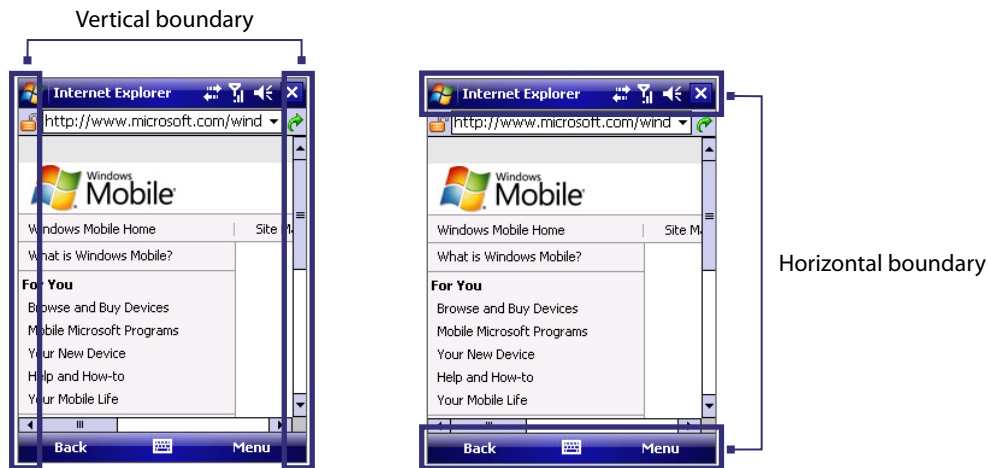 Vertical boundary
Internet Explorer
http://www.microsoft.com/wind
Windows
Mobile
Windows Mobile Home | Site Ma
What is Windows Mobile?
For You
Browse and Buy Devices
Mobile Microsoft Programs
Your New Device
Help and How-to
Your Mobile Life
Back Menu
Internet Explorer
http://www.microsoft.com/wind
Windows
Mobile
Windows Mobile Home | Site Ma
What is Windows Mobile?
For You
Browse and Buy Devices
Mobile Microsoft Programs
Your New Device
Help and How-to
Your Mobile Life
Back Menu
Horizontal boundary